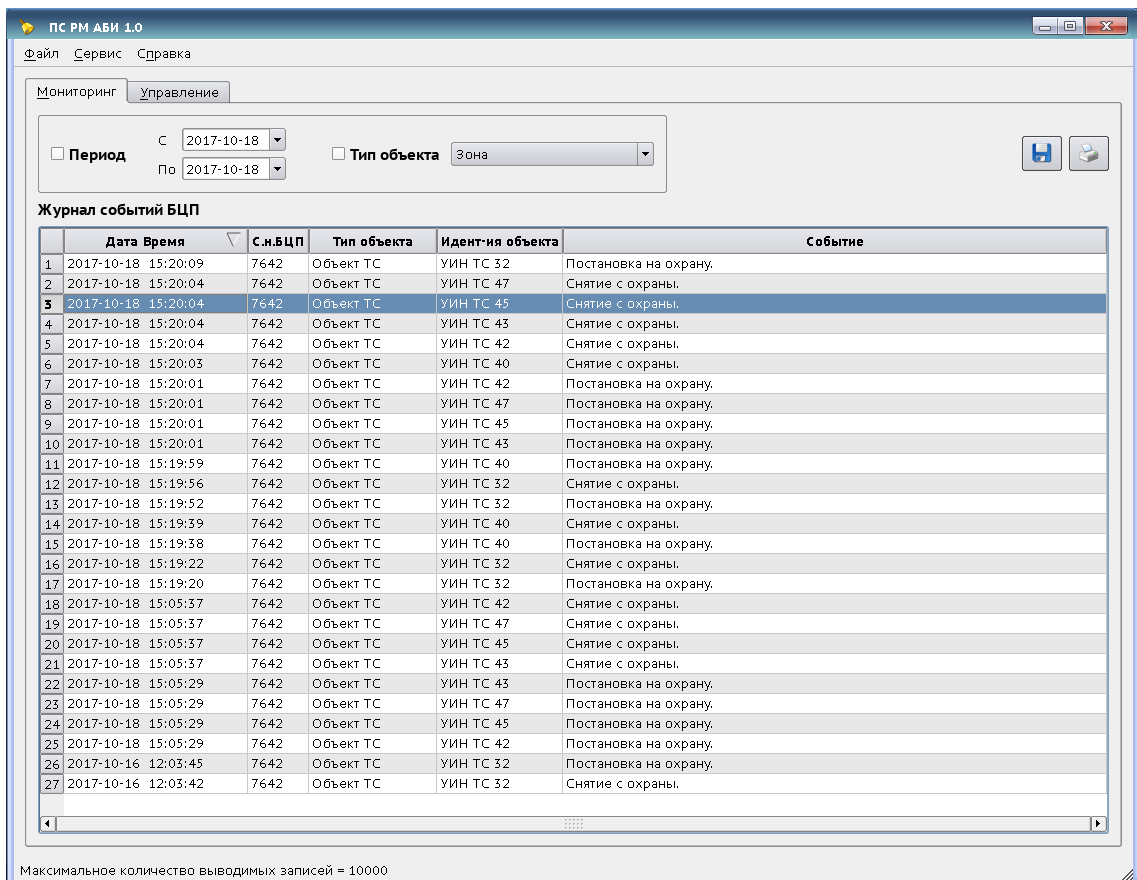 ПС РМ АБИ 1.0
Файл Сервис Справка
Мониторинг Управление
Период С 2017-10-18 По 2017-10-18 Тип объекта Зона
Журнал событий БЦП
Дата Время С.н.БЦП Тип объекта Идент-ия объекта Событие
1 2017-10-18 15:20:09 7642 Объект ТС УИН ТС 32 Постановка на охрану.
2 2017-10-18 15:20:04 7642 Объект ТС УИН ТС 47 Снятие с охраны.
3 2017-10-18 15:20:04 7642 Объект ТС УИН ТС 45 Снятие с охраны.
4 2017-10-18 15:20:04 7642 Объект ТС УИН ТС 43 Снятие с охраны.
5 2017-10-18 15:20:04 7642 Объект ТС УИН ТС 42 Снятие с охраны.
6 2017-10-18 15:20:03 7642 Объект ТС УИН ТС 40 Снятие с охраны.
7 2017-10-18 15:20:01 7642 Объект ТС УИН ТС 42 Постановка на охрану.
8 2017-10-18 15:20:01 7642 Объект ТС УИН ТС 47 Постановка на охрану.
9 2017-10-18 15:20:01 7642 Объект ТС УИН ТС 45 Постановка на охрану.
10 2017-10-18 15:20:01 7642 Объект ТС УИН ТС 43 Постановка на охрану.
11 2017-10-18 15:19:59 7642 Объект ТС УИН ТС 40 Постановка на охрану.
12 2017-10-18 15:19:56 7642 Объект ТС УИН ТС 32 Снятие с охраны.
13 2017-10-18 15:19:52 7642 Объект ТС УИН ТС 32 Постановка на охрану.
14 2017-10-18 15:19:39 7642 Объект ТС УИН ТС 40 Снятие с охраны.
15 2017-10-18 15:19:38 7642 Объект ТС УИН ТС 40 Постановка на охрану.
16 2017-10-18 15:19:22 7642 Объект ТС УИН ТС 32 Снятие с охраны.
17 2017-10-18 15:19:20 7642 Объект ТС УИН ТС 32 Постановка на охрану.
18 2017-10-18 15:05:37 7642 Объект ТС УИН ТС 42 Снятие с охраны.
19 2017-10-18 15:05:37 7642 Объект ТС УИН ТС 47 Снятие с охраны.
20 2017-10-18 15:05:37 7642 Объект ТС УИН ТС 45 Снятие с охраны.
21 2017-10-18 15:05:37 7642 Объект ТС УИН ТС 43 Снятие с охраны.
22 2017-10-18 15:05:29 7642 Объект ТС УИН ТС 43 Постановка на охрану.
23 2017-10-18 15:05:29 7642 Объект ТС УИН ТС 47 Постановка на охрану.
24 2017-10-18 15:05:29 7642 Объект ТС УИН ТС 45 Постановка на охрану.
25 2017-10-18 15:05:29 7642 Объект ТС УИН ТС 42 Постановка на охрану.
26 2017-10-16 12:03:45 7642 Объект ТС УИН ТС 32 Постановка на охрану.
27 2017-10-16 12:03:42 7642 Объект ТС УИН ТС 32 Снятие с охраны.
Максимальное количество выводимых записей = 10000